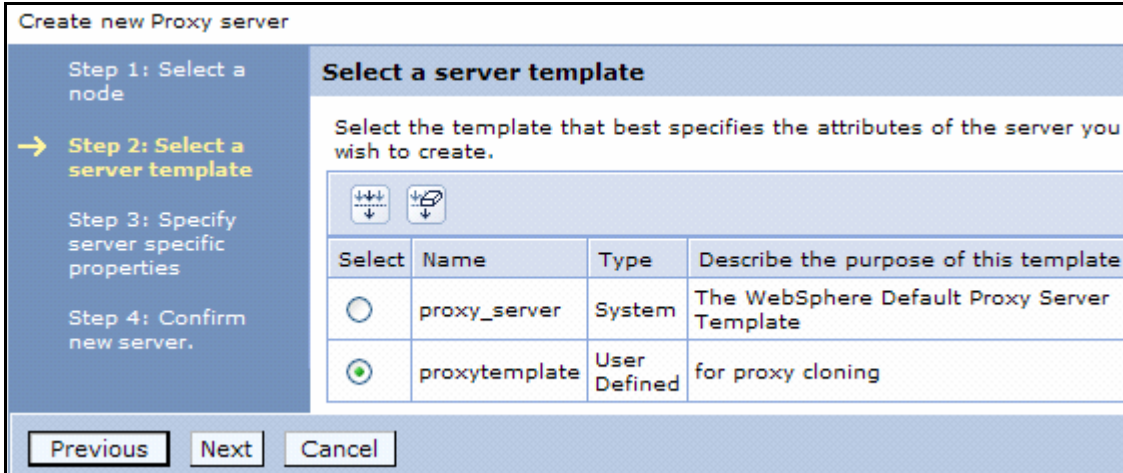 Create new Proxy server
Step 1: Select a
node
Step 2: Select a
server template
Step 3: Specify
server specific
properties
Step 4: Confirm
new server.
Select a server template
Select the template that best specifies the attributes of the server you
wish to create.
Select Name Type Describe the purpose of this template
proxy_server System The WebSphere Default Proxy Server
Template
proxytemplate User
Defined for proxy cloning
Previous Next Cancel